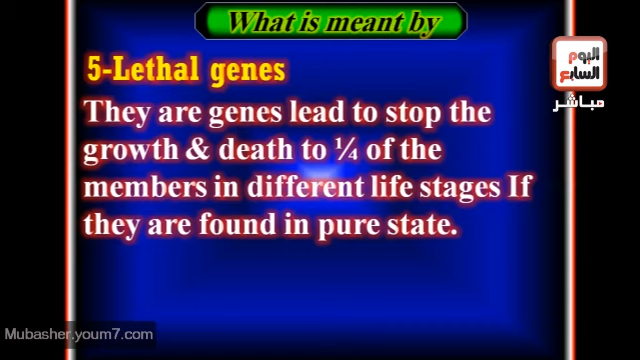 What is meant by
5-Lethal genes
They are genes lead to stop the
growth & death to ¼ of the
members in different life stages If
they are found in pure state.
اليوم
السابع
مباشر
Mubasher.youm7.com